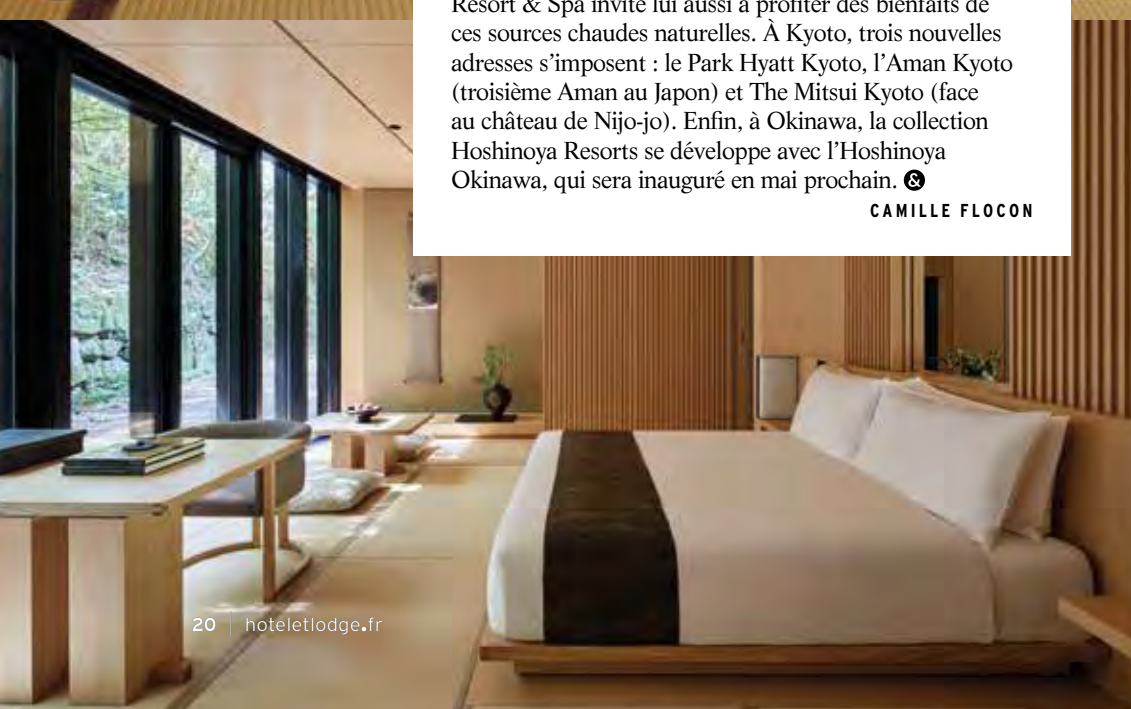 Resort & Spa invite lui aussi à profiter des bienfaits de
ces sources chaudes naturelles. À Kyoto, trois nouvelles
adresses s'imposent : le Park Hyatt Kyoto, l'Aman Kyoto
(troisième Aman au Japon) et The Mitsui Kyoto (face
au château de Nijo-jo). Enfin, à Okinawa, la collection
Hoshinoya Resorts se développe avec l'Hoshinoya
Okinawa, qui sera inauguré en mai prochain. &
CAMILLE FLOCON
20 | hoteletlodge.fr